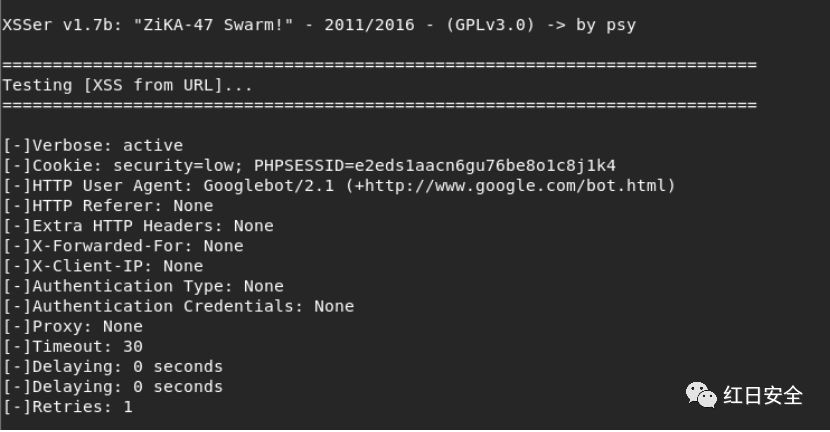 XSSer v1.7b: "ZiKA-47 Swarm!" - 2011/2016 - (GPLv3.0) -> by psy
===========================================================================
Testing [XSS from URL]...
===========================================================================
[-]Verbose: active
[-]Cookie: security=low; PHPSESSID=e2eds1aacn6gu76be8o1c8j1k4
[-]HTTP User Agent: Googlebot/2.1 (+http://www.google.com/bot.html)
[-]HTTP Referer: None
[-]Extra HTTP Headers: None
[-]X-Forwarded-For: None
[-]X-Client-IP: None
[-]Authentication Type: None
[-]Authentication Credentials: None
[-]Proxy: None
[-]Timeout: 30
[-]Delaying: 0 seconds
[-]Delaying: 0 seconds
[-]Retries: 1
红日安全